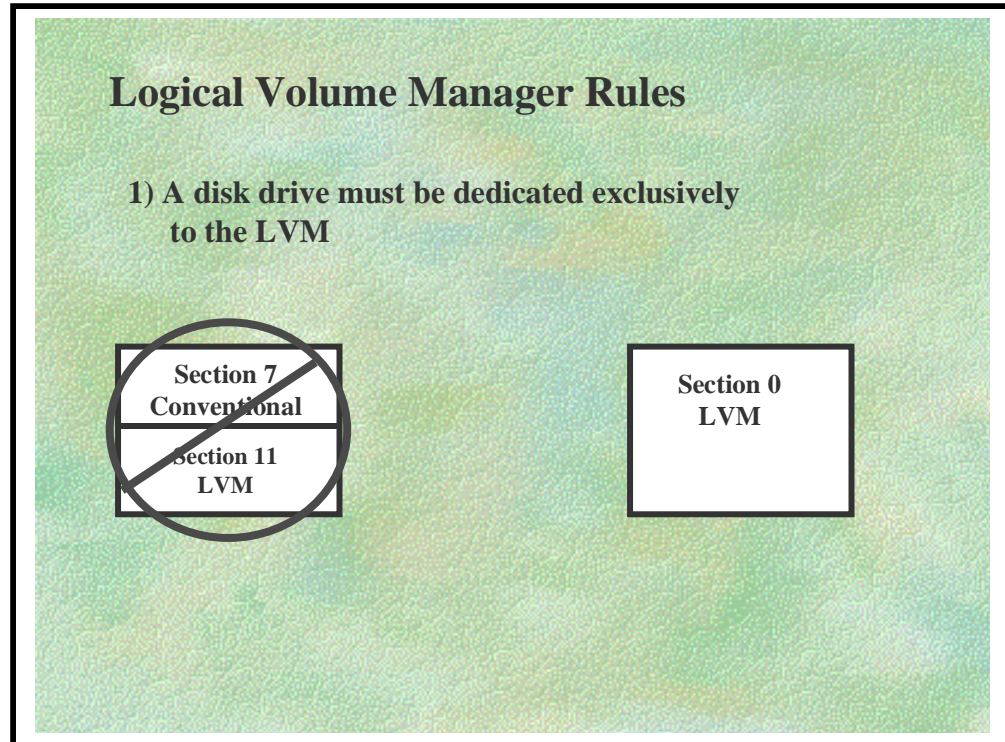 Logical Volume Manager Rules
1) A disk drive must be dedicated exclusively
to the LVM
Section 7
Conventional
Section 11
LVM
Section 0
LVM